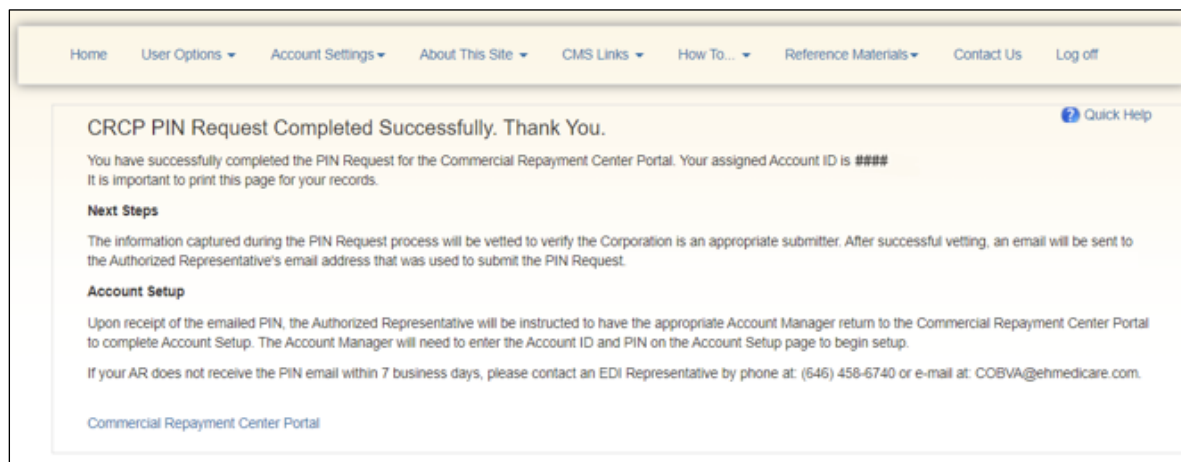 Home User Options Account Settings About This Site CMS Links How To... Reference Materials Contact Us Log off
Quick Help
CRCP PIN Request Completed Successfully. Thank You.
You have successfully completed the PIN Request for the Commercial Repayment Center Portal. Your assigned Account ID is ####
It is important to print this page for your records.
Next Steps
The information captured during the PIN Request process will be vetted to verify the Corporation is an appropriate submitter. After successful vetting, an email will be sent to
the Authorized Representative's email address that was used to submit the PIN Request.
Account Setup
Upon receipt of the emailed PIN, the Authorized Representative will be instructed to have the appropriate Account Manager return to the Commercial Repayment Center Portal
to complete Account Setup. The Account Manager will need to enter the Account ID and PIN on the Account Setup page to begin setup.
If your AR does not receive the PIN email within 7 business days, please contact an EDI Representative by phone at: (646) 458-6740 or e-mail at: COBVA@ehmedicare.com.
Commercial Repayment Center Portal